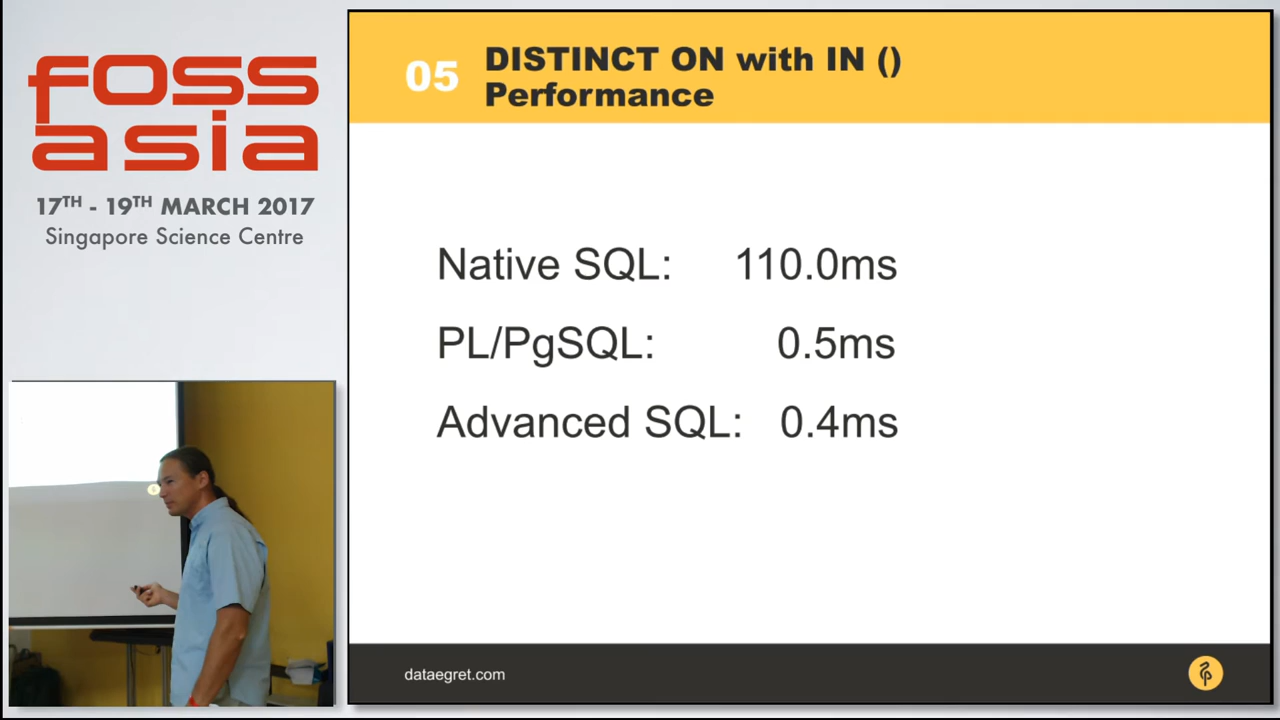 foss
asia
17TH - 19TH MARCH 2017
Singapore Science Centre
05
DISTINCT ON with IN ()
Performance
Native SQL: 110.0ms
PL/PgSQL: 0.5ms
Advanced SQL: 0.4ms
dataegret.com